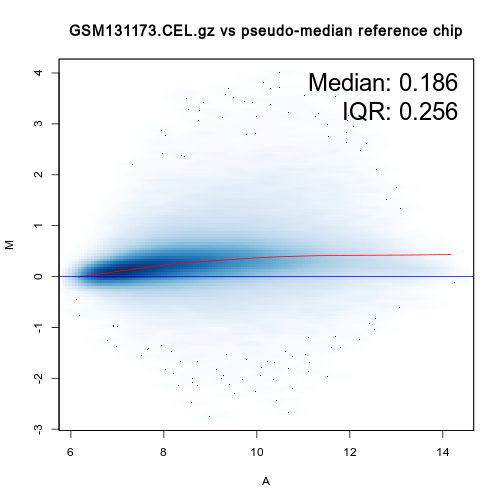 GSM131173.CEL.gz vs pseudo-median reference chip
Median: 0.186
IQR: 0.256
M
4
3
2
1
0
-1
-2
-3
6 8 10 12 14
A